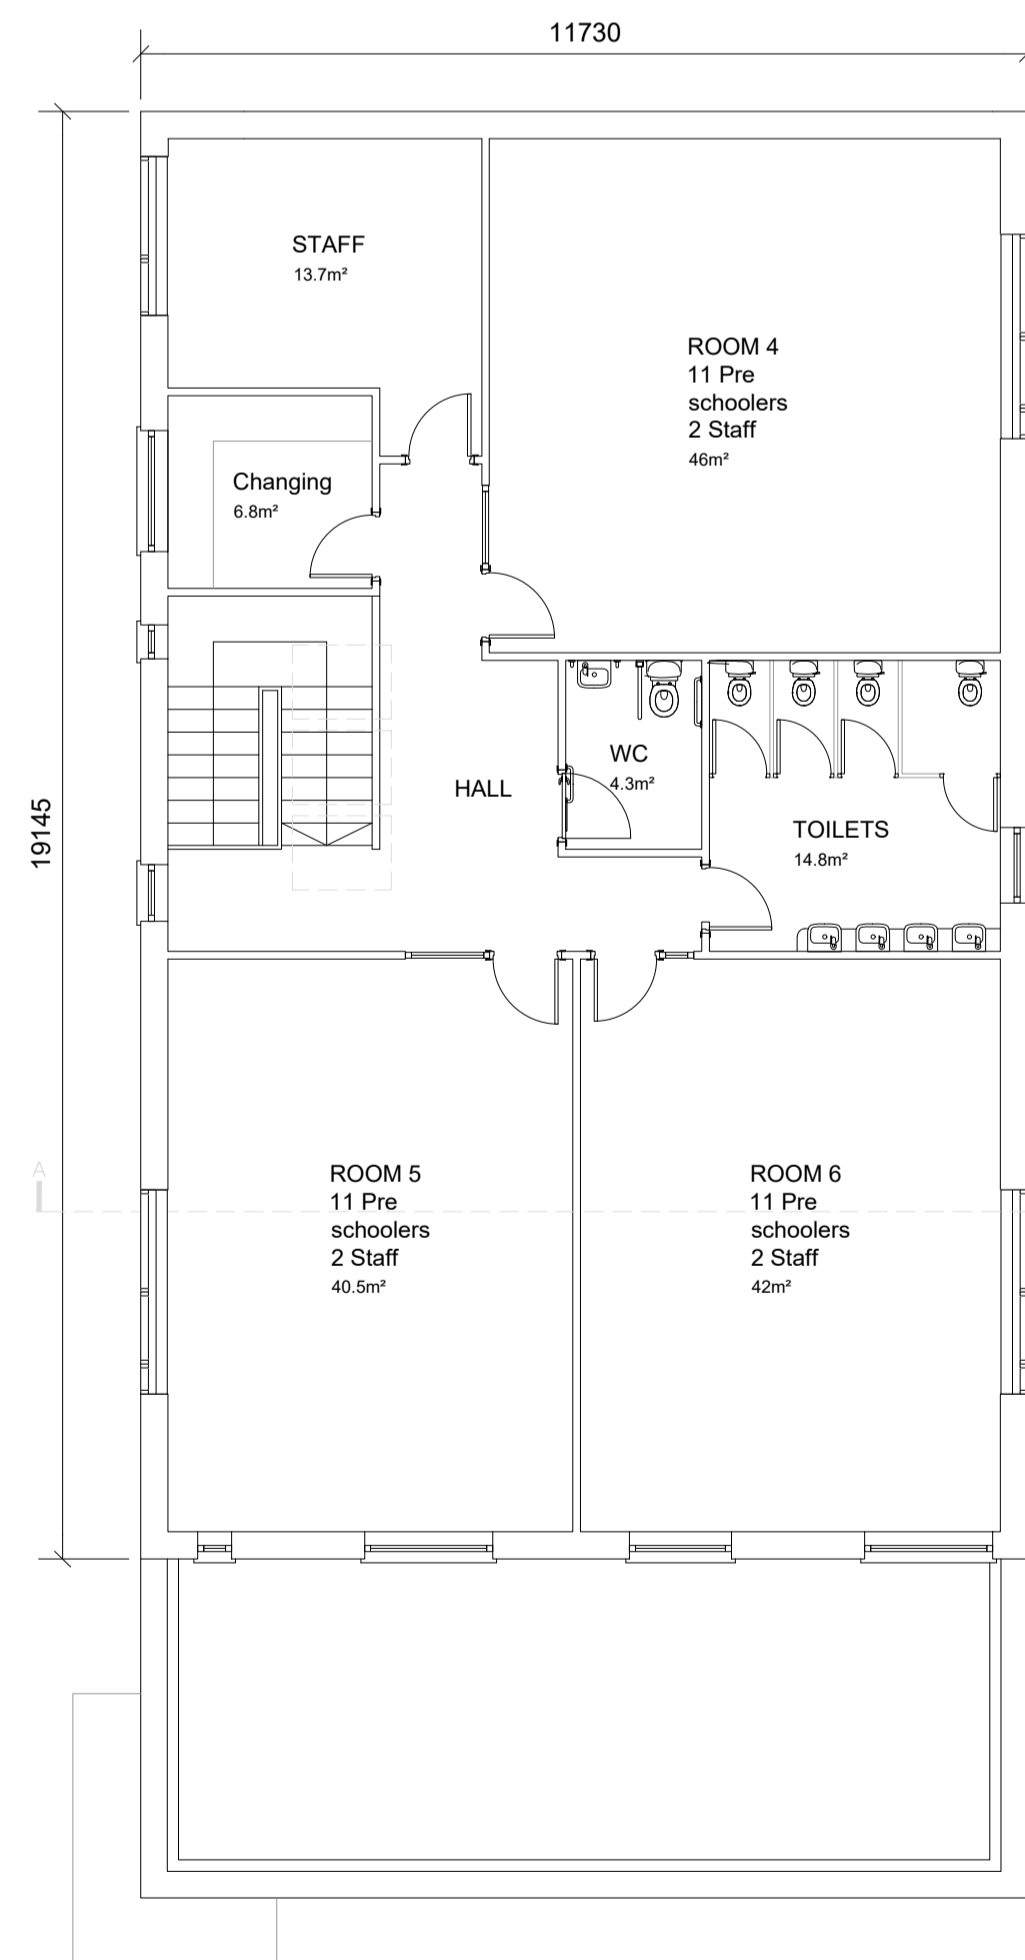 11730
STAFF
13.7m²
ROOM 4
11 Pre
schoolers
2 Staff
46m²
Changing
6.8m²
WC
4.3m²
HALL
TOILETS
14.8m²
19145
A
ROOM 5
11 Pre
schoolers
2 Staff
40.5m²
ROOM 6
11 Pre
schoolers
2 Staff
42m²